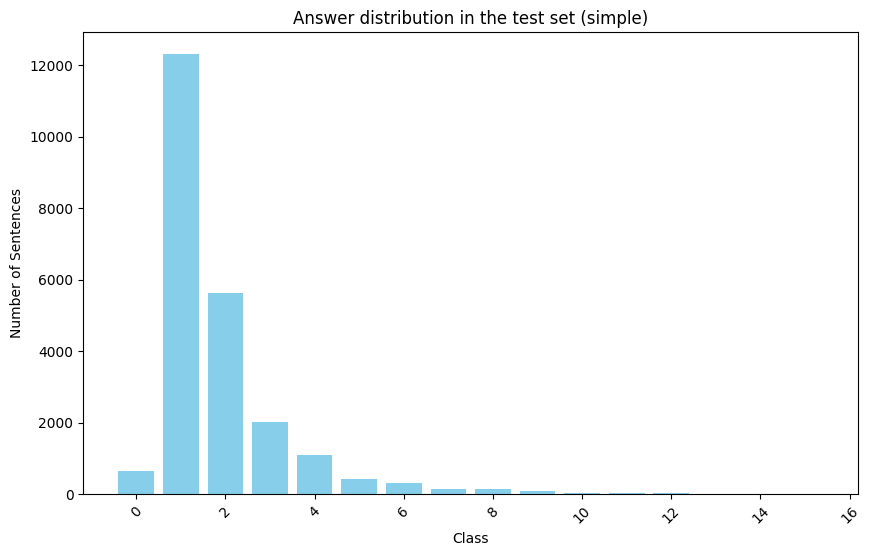 Answer distribution in the test set (simple)
12000
10000
8000
6000
4000
2000
0
Number of Sentences
0 2 4 6 8 10 12 14 16
Class